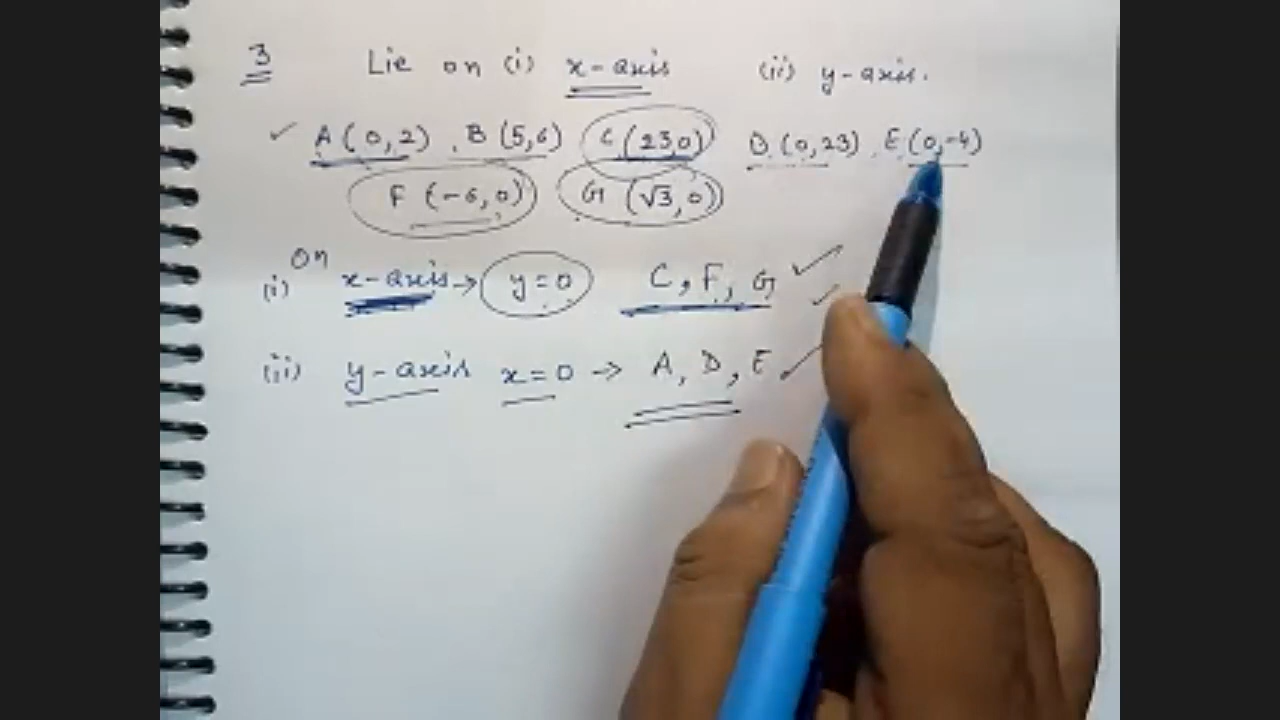 3 Lie on (i) x-axis (ii) y-axis.
A (0,2), B (5,6) C (23,0) D (0,23), E (0,-4)
F (-6,0) G (√3,0)
(i) On x-axis → y=0 C, F, G
(ii) y-axis x=0 → A, D, E